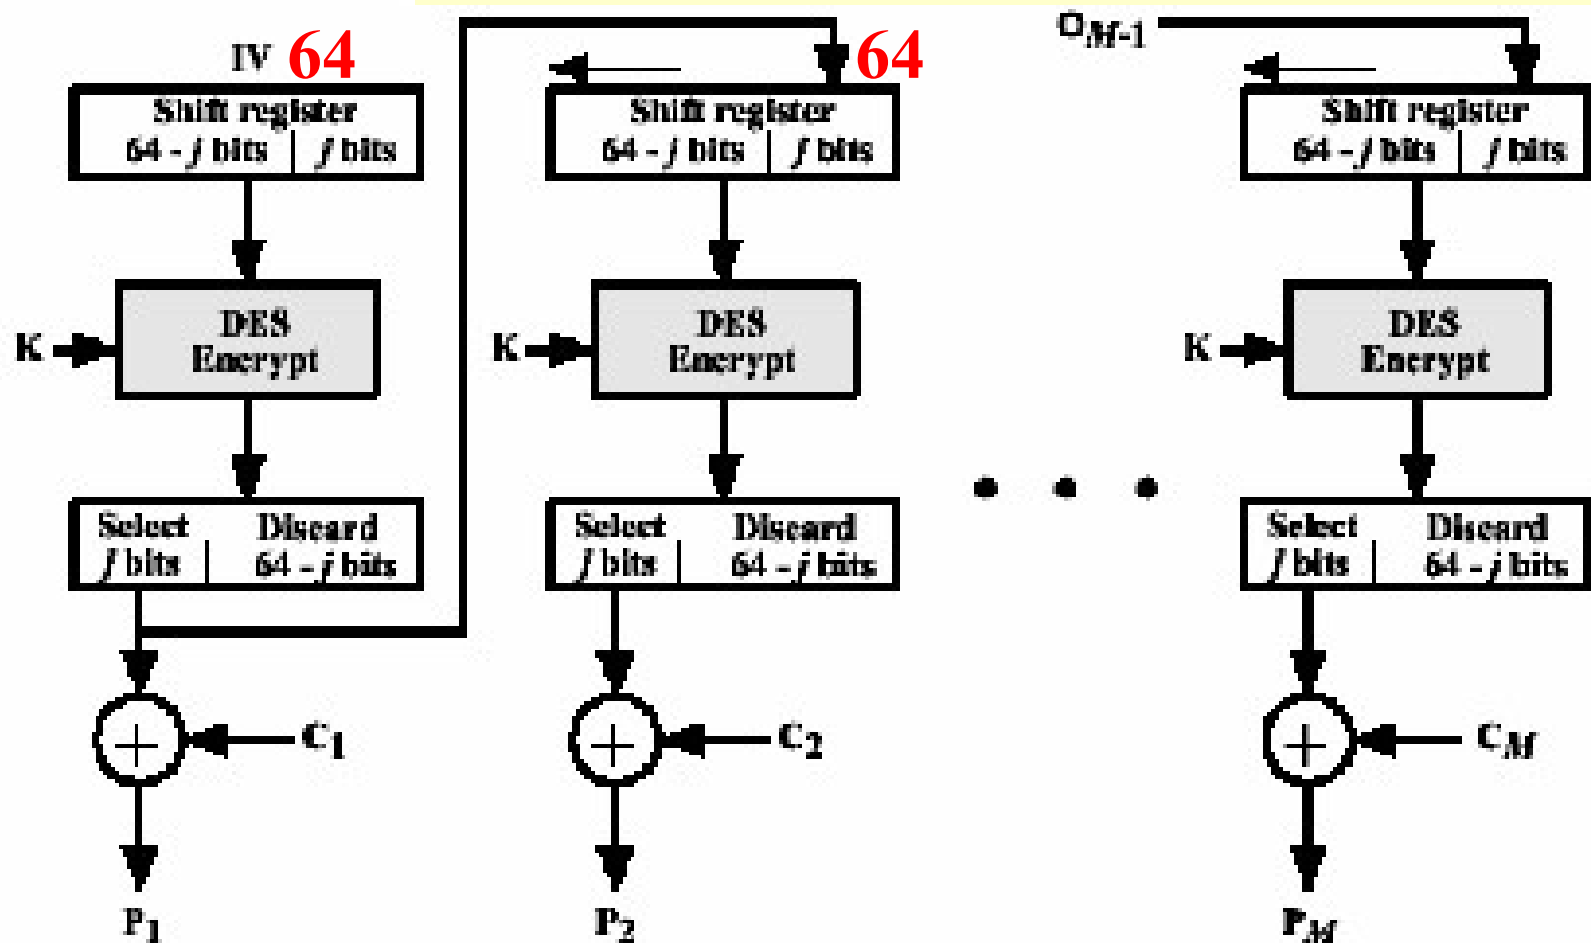 IV 64
Shift register
64 - j bits | j bits
K
DES
Encrypt
Select Discard
j bits | 64 - j bits
C1
P1
64
Shift register
64 - j bits | j bits
K
DES
Encrypt
Select Discard
j bits | 64 - j bits
C2
P2
• • •
OM-1
Shift register
64 - j bits | j bits
K
DES
Encrypt
Select Discard
j bits | 64 - j bits
CM
PM